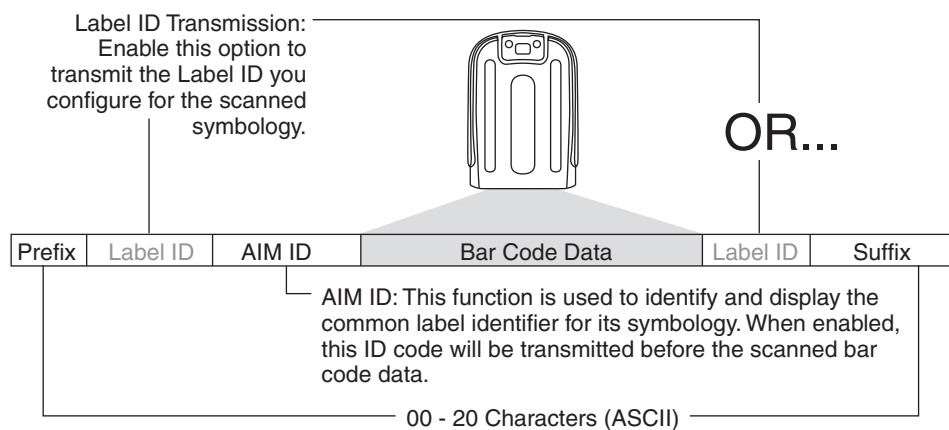 Label ID Transmission:
Enable this option to
transmit the Label ID you
configure for the scanned
symbology.
OR...
Prefix Label ID AIM ID Bar Code Data Label ID Suffix
AIM ID: This function is used to identify and display the
common label identifier for its symbology. When enabled,
this ID code will be transmitted before the scanned bar
code data.
00 - 20 Characters (ASCII)